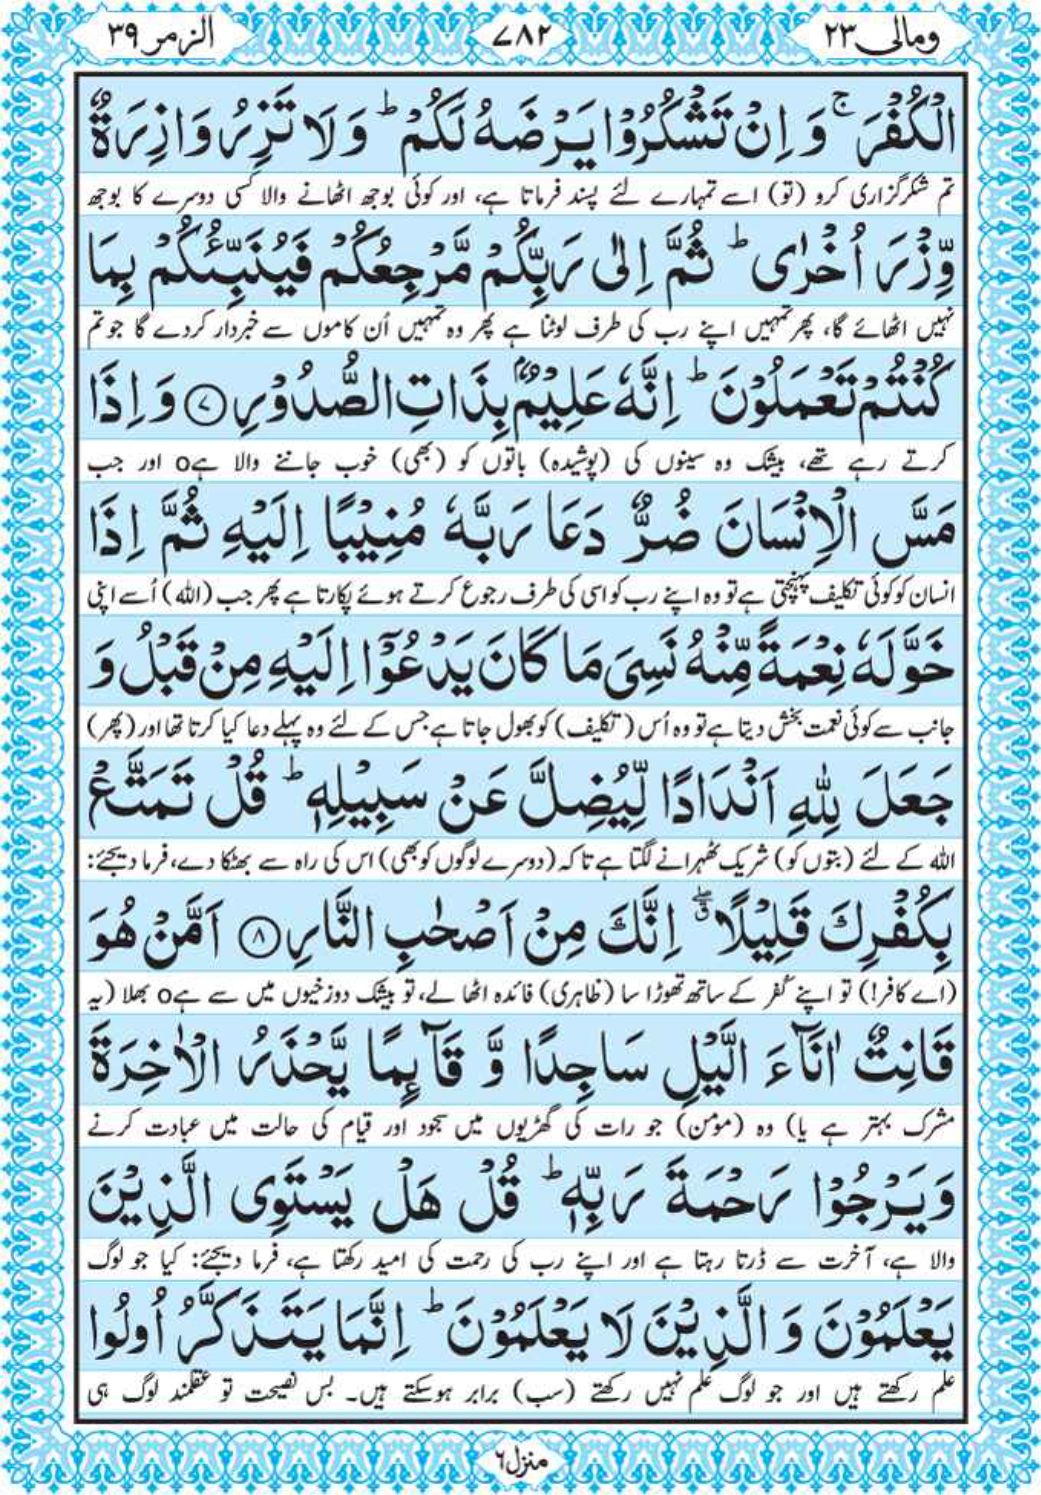 ومالی ٢٣
٧٨٢
الزمر ٣٩
الْكُفْرَ ۚ وَ اِنْ تَشْكُرُوْا يَرْضَهُ لَكُمْ ؕ وَ لَا تَزِرُ وَازِرَةٌ
تم شکرگزاری کرو (تو) اسے تمہارے لئے پسند فرماتا ہے، اور کوئی بوجھ اٹھانے والا کسی دوسرے کا بوجھ
وِّزْرَ اُخْرٰى ؕ ثُمَّ اِلٰى رَبِّكُمْ مَّرْجِعُكُمْ فَيُنَبِّئُكُمْ بِمَا
نہیں اٹھائے گا، پھر تمہیں اپنے رب کی طرف لوٹنا ہے پھر وہ تمہیں اُن کاموں سے خبردار کردے گا جو تم
كُنْتُمْ تَعْمَلُوْنَ ؕ اِنَّهٗ عَلِيْمٌۢ بِذَاتِ الصُّدُوْرِ ٧ وَ اِذَا
کرتے رہے تھے، بیشک وہ سینوں کی (پوشیدہ) باتوں کو (بھی) خوب جاننے والا ہےo اور جب
مَسَّ الْاِنْسَانَ ضُرٌّ دَعَا رَبَّهٗ مُنِيْبًا اِلَيْهِ ثُمَّ اِذَا
انسان کو کوئی تکلیف پہنچتی ہے تو وہ اپنے رب کو اسی کی طرف رجوع کرتے ہوئے پکارتا ہے پھر جب (اللہ) اُسے اپنی
خَوَّلَهٗ نِعْمَةً مِّنْهُ نَسِىَ مَا كَانَ يَدْعُوْۤا اِلَيْهِ مِنْ قَبْلُ وَ
جانب سے کوئی نعمت بخش دیتا ہے تو وہ اُس (تکلیف) کو بھول جاتا ہے جس کے لئے وہ پہلے دعا کیا کرتا تھا اور (پھر)
جَعَلَ لِلّٰهِ اَنْدَادًا لِّيُضِلَّ عَنْ سَبِيْلِهٖ ؕ قُلْ تَمَتَّعْ
اللہ کے لئے (بتوں کو) شریک ٹھہرانے لگتا ہے تاکہ (دوسرے لوگوں کو بھی) اس کی راہ سے بھٹکا دے، فرما دیجئے:
بِكُفْرِكَ قَلِيْلًا ۖۗ اِنَّكَ مِنْ اَصْحٰبِ النَّارِ ٨ اَمَّنْ هُوَ
(اے کافر!) تو اپنے کُفر کے ساتھ تھوڑا سا (ظاہری) فائدہ اٹھا لے، تو بیشک دوزخیوں میں سے ہےo بھلا (یہ
قَانِتٌ اٰنَآءَ الَّيْلِ سَاجِدًا وَّ قَآىِٕمًا يَّحْذَرُ الْاٰخِرَةَ
مشرک بہتر ہے یا) وہ (مومن) جو رات کی گھڑیوں میں سجود اور قیام کی حالت میں عبادت کرنے
وَ يَرْجُوْا رَحْمَةَ رَبِّهٖ ؕ قُلْ هَلْ يَسْتَوِى الَّذِيْنَ
والا ہے، آخرت سے ڈرتا رہتا ہے اور اپنے رب کی رحمت کی امید رکھتا ہے، فرما دیجئے: کیا جو لوگ
يَعْلَمُوْنَ وَ الَّذِيْنَ لَا يَعْلَمُوْنَ ؕ اِنَّمَا يَتَذَكَّرُ اُولُوا
علم رکھتے ہیں اور جو لوگ علم نہیں رکھتے (سب) برابر ہوسکتے ہیں۔ بس نصیحت تو عقلمند لوگ ہی
منزل ٦